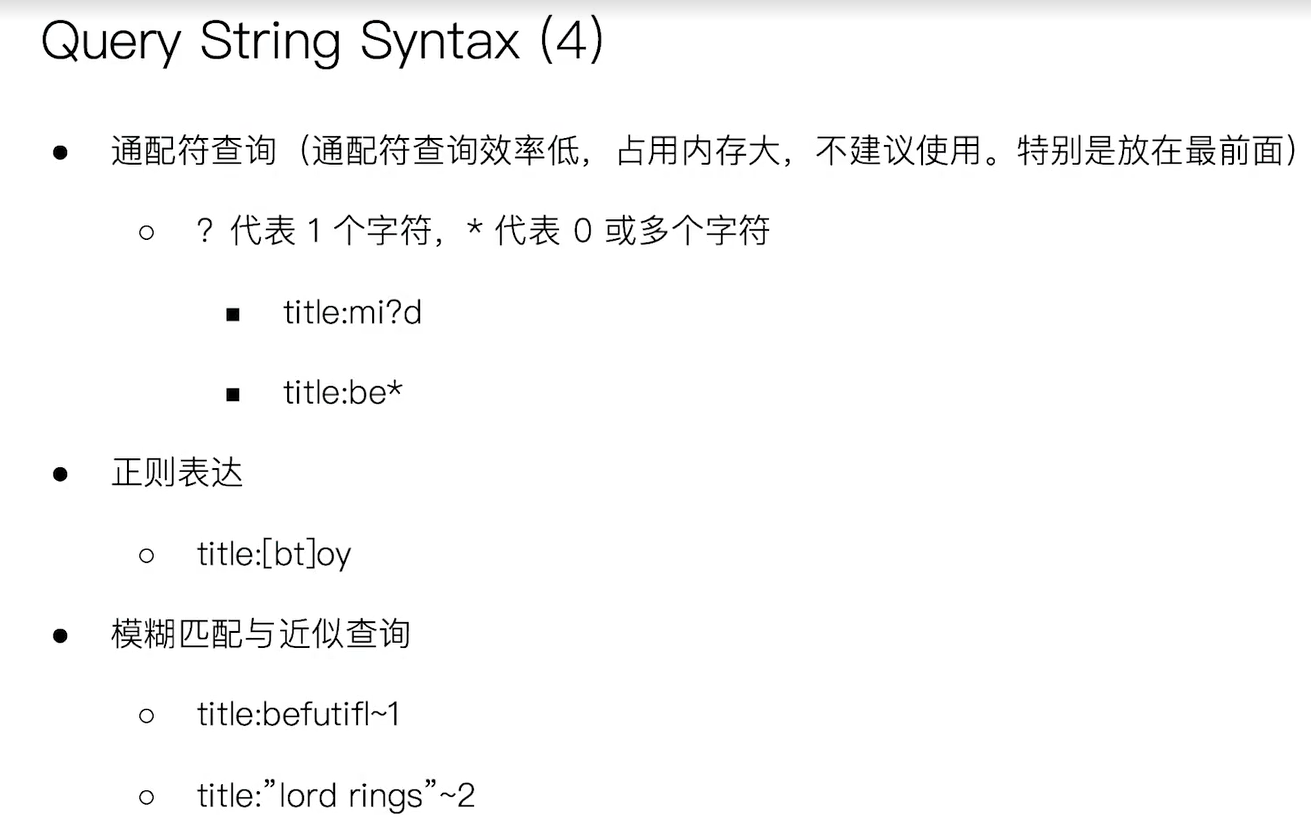 Query String Syntax (4)
● 通配符查询（通配符查询效率低，占用内存大，不建议使用。特别是放在最前面）
○ ？代表 1 个字符，* 代表 0 或多个字符
■ title:mi?d
■ title:be*
● 正则表达
○ title:[bt]oy
● 模糊匹配与近似查询
○ title:befutifl~1
○ title:”lord rings”~2